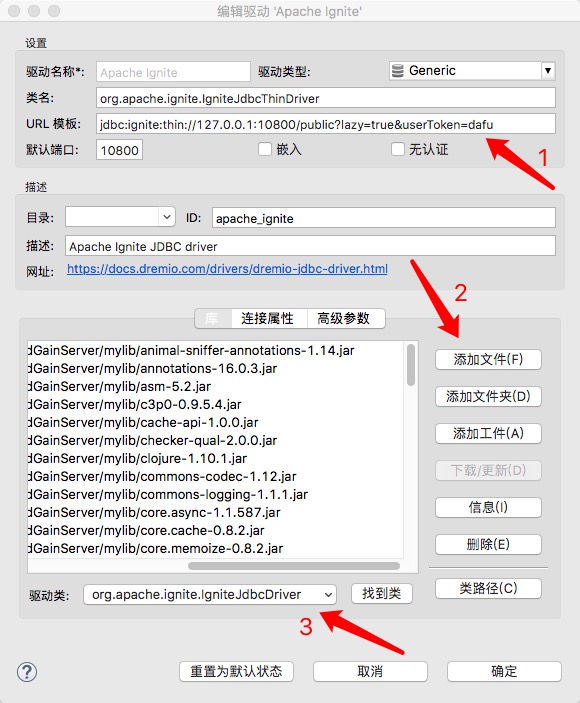 编辑驱动 'Apache Ignite'
设置
驱动名称*: Apache Ignite 驱动类型: Generic
类名: org.apache.ignite.IgniteJdbcThinDriver
URL 模板: jdbc:ignite:thin://127.0.0.1:10800/public?lazy=true&userToken=dafu
默认端口: 10800 嵌入 无认证
1
描述
目录: ID: apache_ignite
描述: Apache Ignite JDBC driver
网址: https://docs.dremio.com/drivers/dremio-jdbc-driver.html
2
库 连接属性 高级参数
dGainServer/mylib/animal-sniffer-annotations-1.14.jar
dGainServer/mylib/annotations-16.0.3.jar
dGainServer/mylib/asm-5.2.jar
dGainServer/mylib/c3p0-0.9.5.4.jar
dGainServer/mylib/cache-api-1.0.0.jar
dGainServer/mylib/checker-qual-2.0.0.jar
dGainServer/mylib/clojure-1.10.1.jar
dGainServer/mylib/commons-codec-1.12.jar
dGainServer/mylib/commons-logging-1.1.1.jar
dGainServer/mylib/core.async-1.1.587.jar
dGainServer/mylib/core.cache-0.8.2.jar
dGainServer/mylib/core.memoize-0.8.2.jar
添加文件(F)
添加文件夹(D)
添加工件(A)
下载/更新(D)
信息(I)
删除(E)
类路径(C)
驱动类: org.apache.ignite.IgniteJdbcDriver 找到类
3
? 重置为默认状态 取消 确定